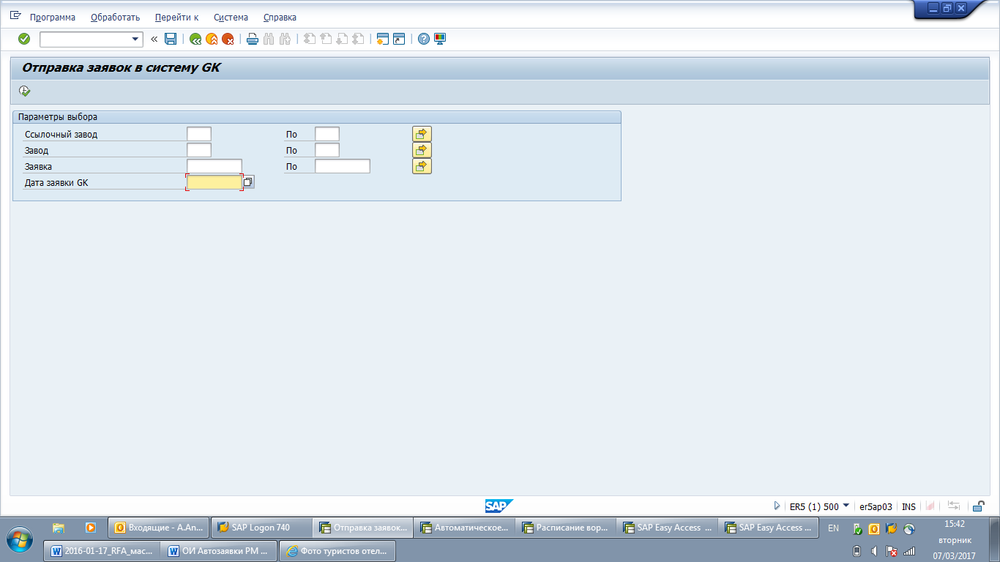 Программа Обработать Перейти к Система Справка
Отправка заявок в систему GK
Параметры выбора
Ссылочный завод По
Завод По
Заявка По
Дата заявки GK
SAP ER5 (1) 500 er5ap03 INS
Входящие - A.An... SAP Logon 740 Отправка заявок... Автоматическое... Расписание вор... SAP Easy Access ... SAP Easy Access ... EN 15:42
вторник
2016-01-17_RFA_мас... ОИ Автозаявки РМ ... Фото туристов отел... 07/03/2017